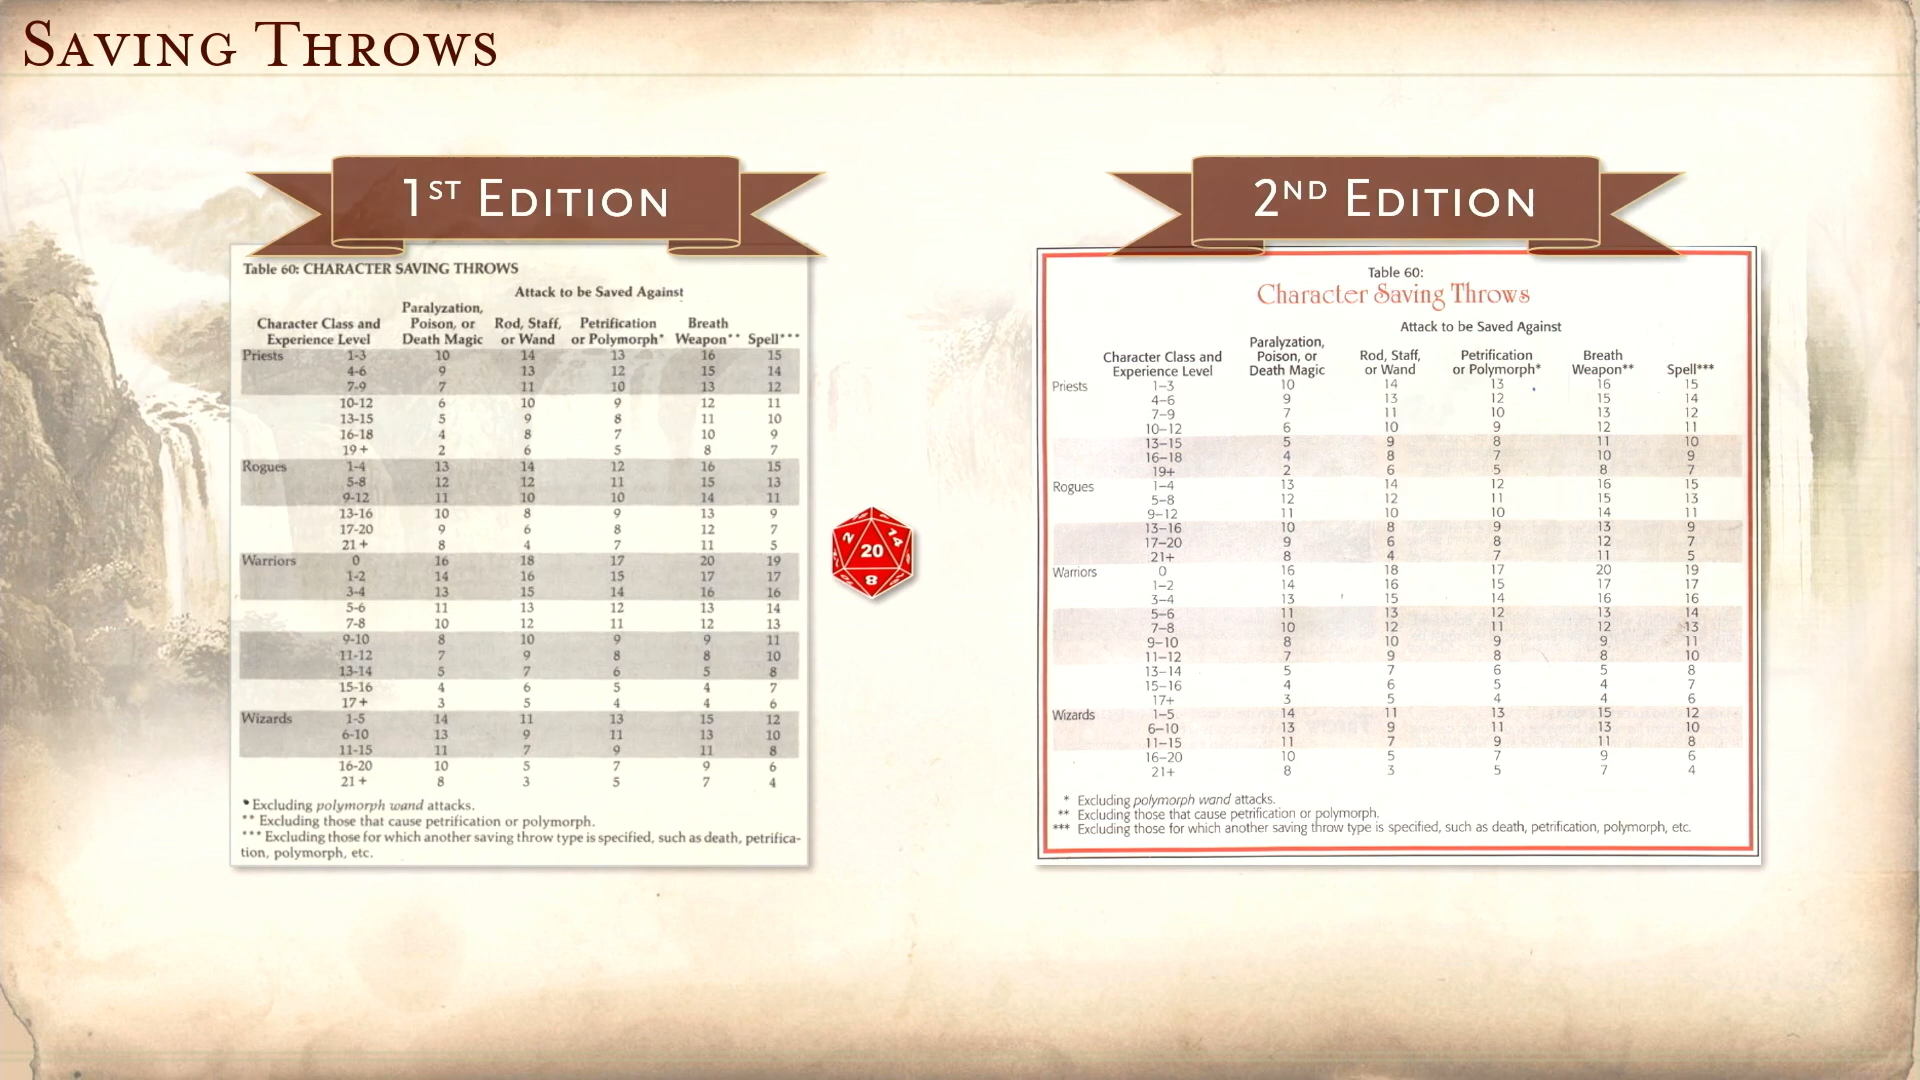 SAVING THROWS
1ST EDITION
Table 60: CHARACTER SAVING THROWS
Attack to be Saved Against
Character Class and Experience Level Paralyzation, Poison, or Death Magic Rod, Staff, or Wand Petrification or Polymorph* Breath Weapon** Spell***
Priests 1-3 10 14 13 16 15
4-6 9 13 12 15 14
7-9 7 11 10 13 12
10-12 6 10 9 12 11
13-15 5 9 8 11 10
16-18 4 8 7 10 9
19+ 2 6 5 8 7
Rogues 1-4 13 14 12 16 15
5-8 12 12 11 15 13
9-12 11 10 10 14 11
13-16 10 8 9 13 9
17-20 9 6 8 12 7
21+ 8 4 7 11 5
Warriors 0 16 18 17 20 19
1-2 14 16 15 17 17
3-4 13 15 14 16 16
5-6 11 13 12 13 14
7-8 10 12 11 12 13
9-10 8 10 9 9 11
11-12 7 9 8 8 10
13-14 5 7 6 5 8
15-16 4 6 5 4 7
17+ 3 5 4 4 6
Wizards 1-5 14 11 13 15 12
6-10 13 9 11 13 10
11-15 11 7 9 11 8
16-20 10 5 7 9 6
21+ 8 3 5 7 4
* Excluding polymorph wand attacks.
** Excluding those that cause petrification or polymorph.
*** Excluding those for which another saving throw type is specified, such as death, petrifica-
tion, polymorph, etc.
20
2
14
8
2ND EDITION
Table 60:
Character Saving Throws
Attack to be Saved Against
Character Class and Experience Level Paralyzation, Poison, or Death Magic Rod, Staff, or Wand Petrification or Polymorph* Breath Weapon** Spell***
Priests 1–3 10 14 13 16 15
4–6 9 13 12 15 14
7–9 7 11 10 13 12
10–12 6 10 9 12 11
13–15 5 9 8 11 10
16–18 4 8 7 10 9
19+ 2 6 5 8 7
Rogues 1–4 13 14 12 16 15
5–8 12 12 11 15 13
9–12 11 10 10 14 11
13–16 10 8 9 13 9
17–20 9 6 8 12 7
21+ 8 4 7 11 5
Warriors 0 16 18 17 20 19
1–2 14 16 15 17 17
3–4 13 15 14 16 16
5–6 11 13 12 13 14
7–8 10 12 11 12 13
9–10 8 10 9 9 11
11–12 7 9 8 8 10
13–14 5 7 6 5 8
15–16 4 6 5 4 7
17+ 3 5 4 4 6
Wizards 1–5 14 11 13 15 12
6–10 13 9 11 13 10
11–15 11 7 9 11 8
16–20 10 5 7 9 6
21+ 8 3 5 7 4
* Excluding polymorph wand attacks.
** Excluding those that cause petrification or polymorph.
*** Excluding those for which another saving throw type is specified, such as death, petrification, polymorph, etc.